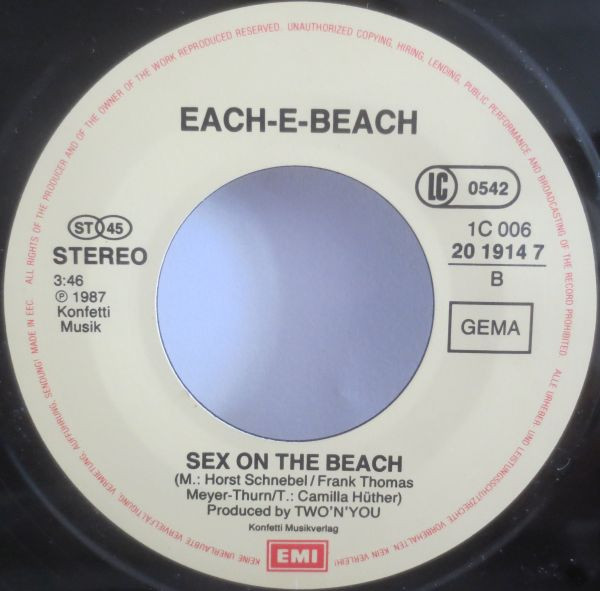 EACH-E-BEACH
LC 0542
ST 45
STEREO
3:46
℗ 1987
Konfetti
Musik
1C 006
20 1914 7
B
GEMA
SEX ON THE BEACH
(M.: Horst Schnebel/Frank Thomas
Meyer-Thurn/T.: Camilla Hüther)
Produced by TWO'N'YOU
Konfetti Musikverlag
EMI
MADE IN EEC. ALL RIGHTS OF THE PRODUCER AND OF THE OWNER OF THE WORK REPRODUCED RESERVED. UNAUTHORIZED COPYING, HIRING, LENDING, PUBLIC PERFORMANCE AND BROADCASTING OF THE RECORD PROHIBITED.
ALLE URHEBER- UND LEISTUNGSSCHUTZRECHTE VORBEHALTEN KEIN VERLEIH!
KEINE UNERLAUBTE VERVIELFÄLTIGUNG, VERMIETUNG, AUFFÜHRUNG, SENDUNG!